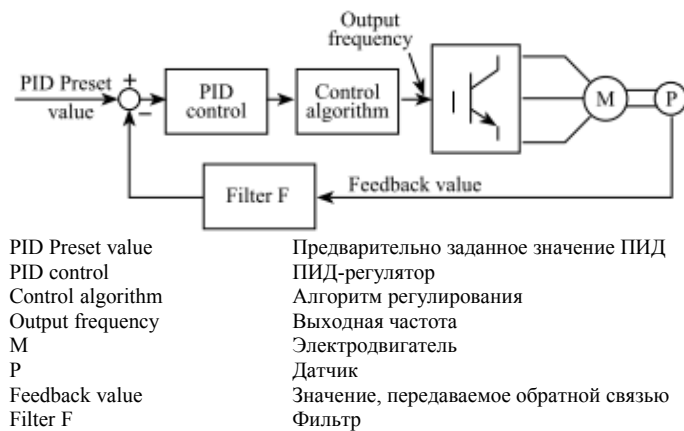 Output
frequency
PID Preset
value
+
−
PID
control
Control
algorithm
M
P
Filter F
Feedback value
PID Preset value Предварительно заданное значение ПИД
PID control ПИД-регулятор
Control algorithm Алгоритм регулирования
Output frequency Выходная частота
M Электродвигатель
P Датчик
Feedback value Значение, передаваемое обратной связью
Filter F Фильтр